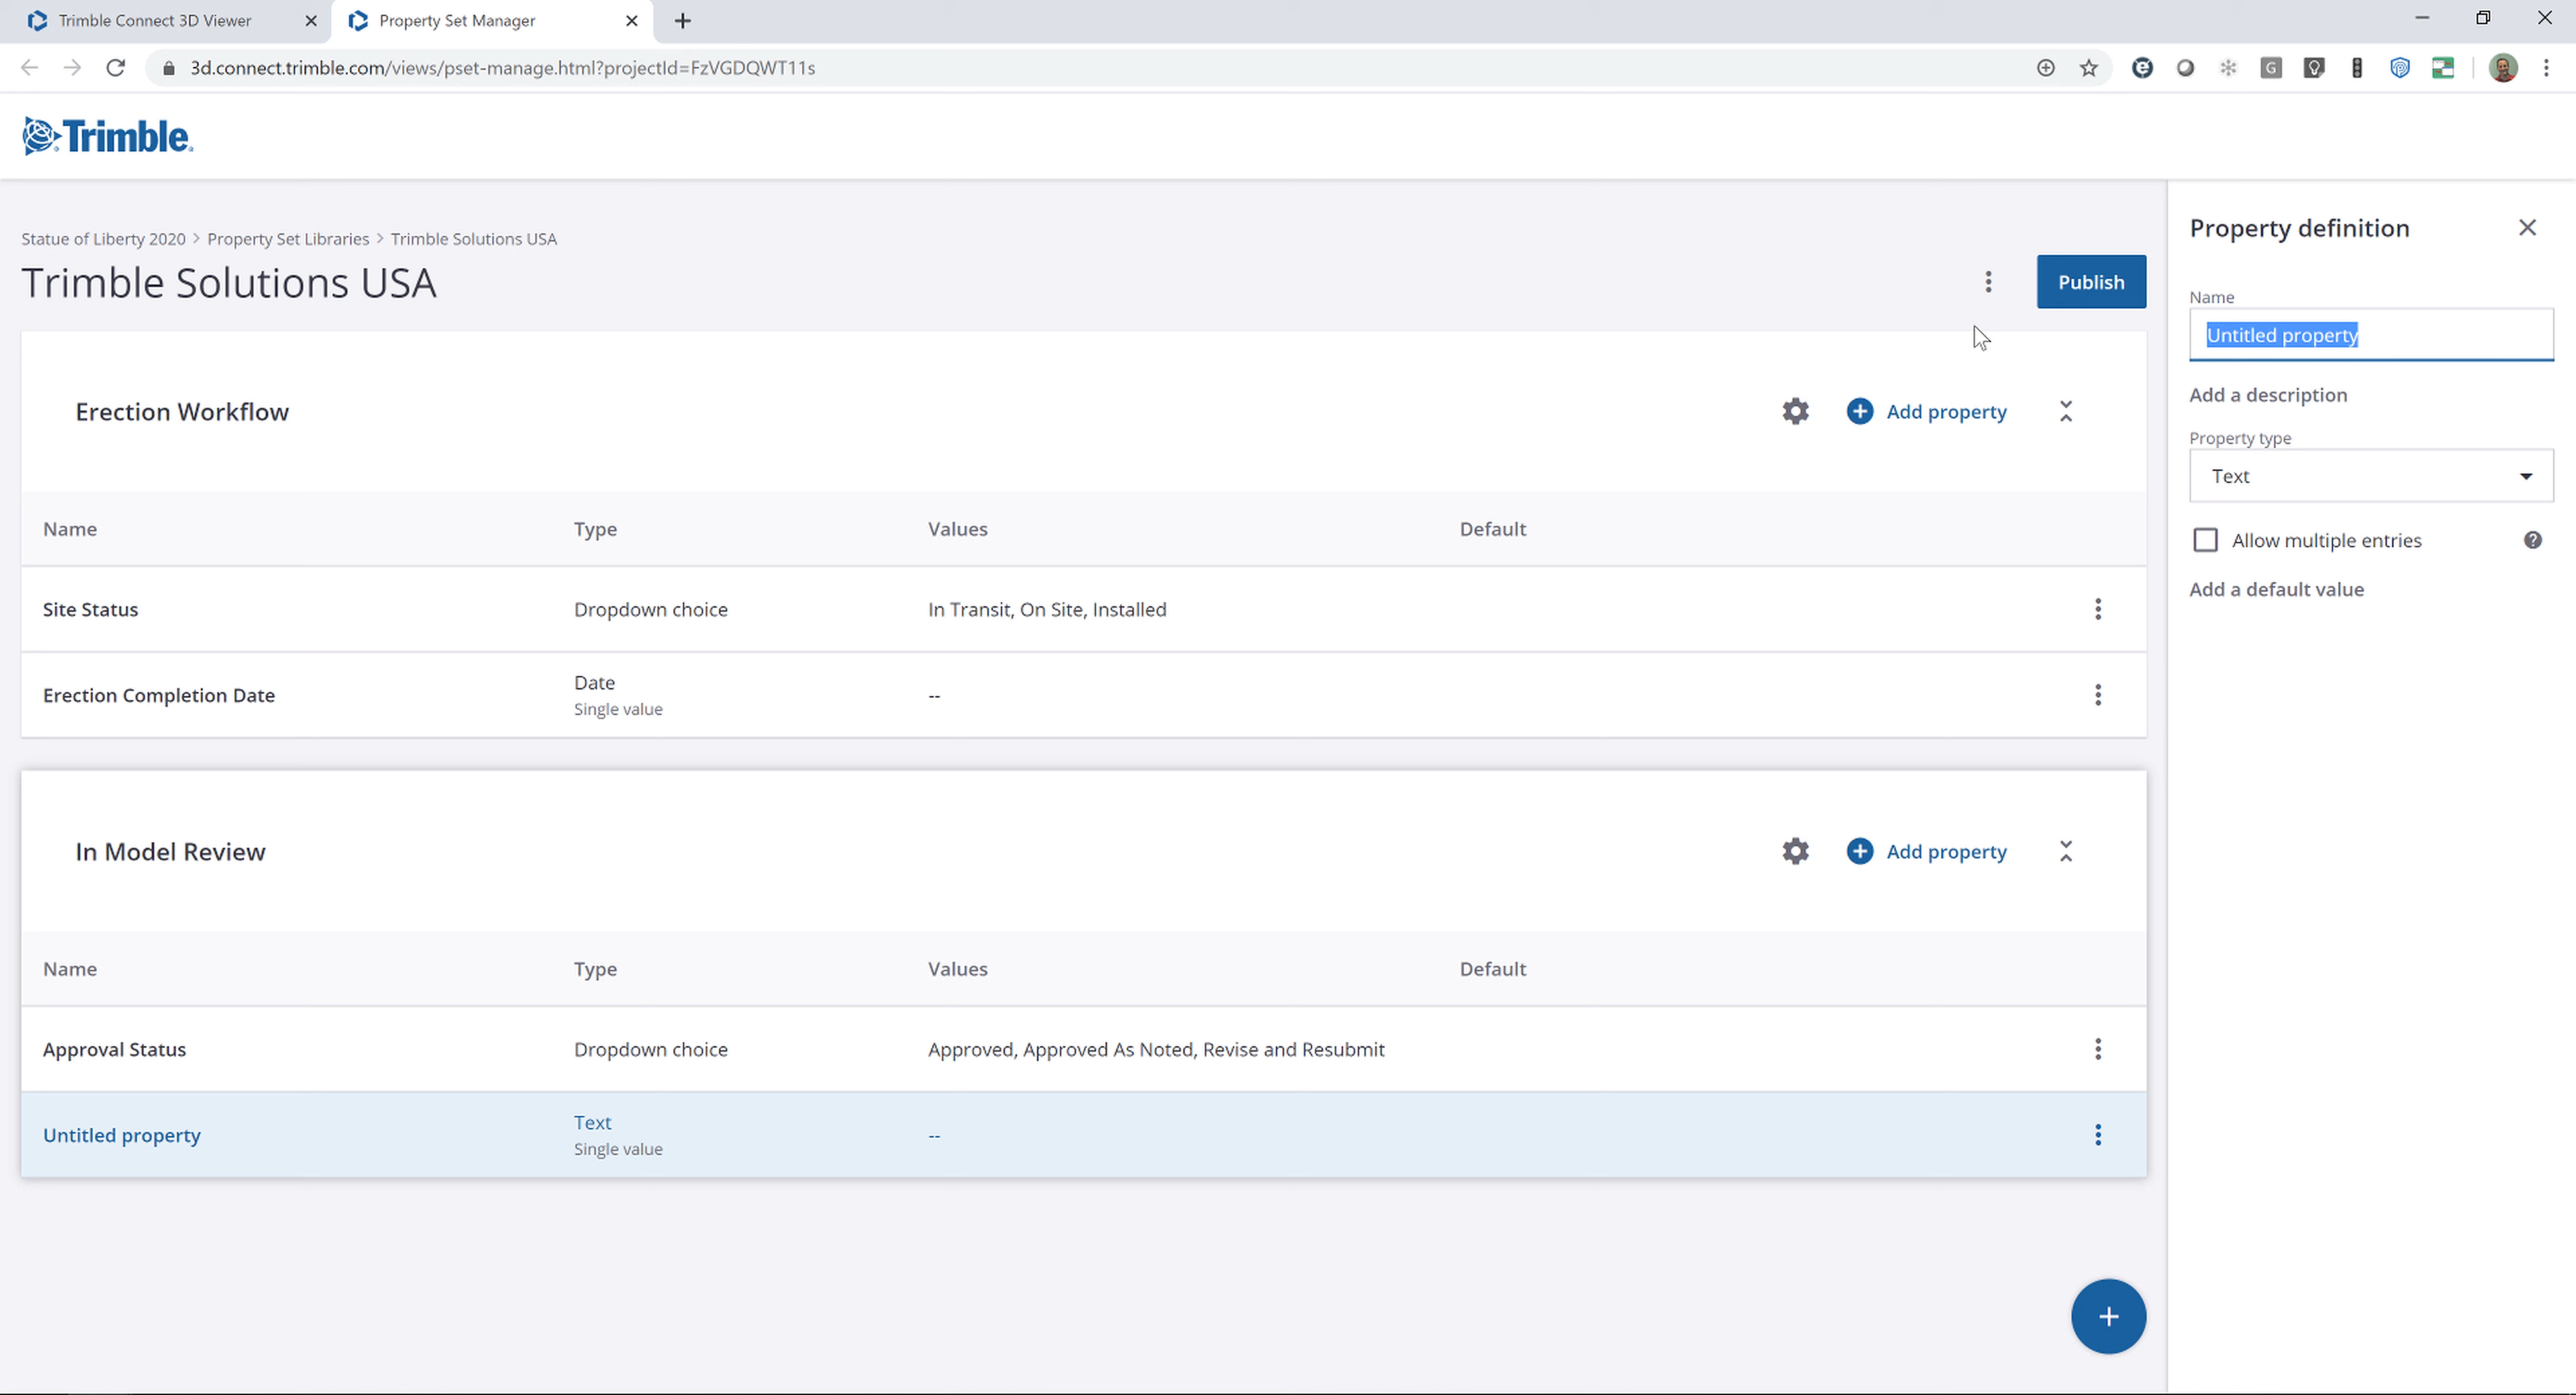 Trimble Connect 3D Viewer
Property Set Manager
3d.connect.trimble.com/views/pset-manage.html?projectId=FzVGDQWT11s
G
Trimble
Statue of Liberty 2020 > Property Set Libraries > Trimble Solutions USA
Trimble Solutions USA
Publish
Erection Workflow
Add property
Name Type Values Default
Site Status Dropdown choice In Transit, On Site, Installed
Erection Completion Date Date --
Single value
In Model Review
Add property
Name Type Values Default
Approval Status Dropdown choice Approved, Approved As Noted, Revise and Resubmit
Untitled property Text --
Single value
Property definition
Name
Untitled property
Add a description
Property type
Text
Allow multiple entries
Add a default value